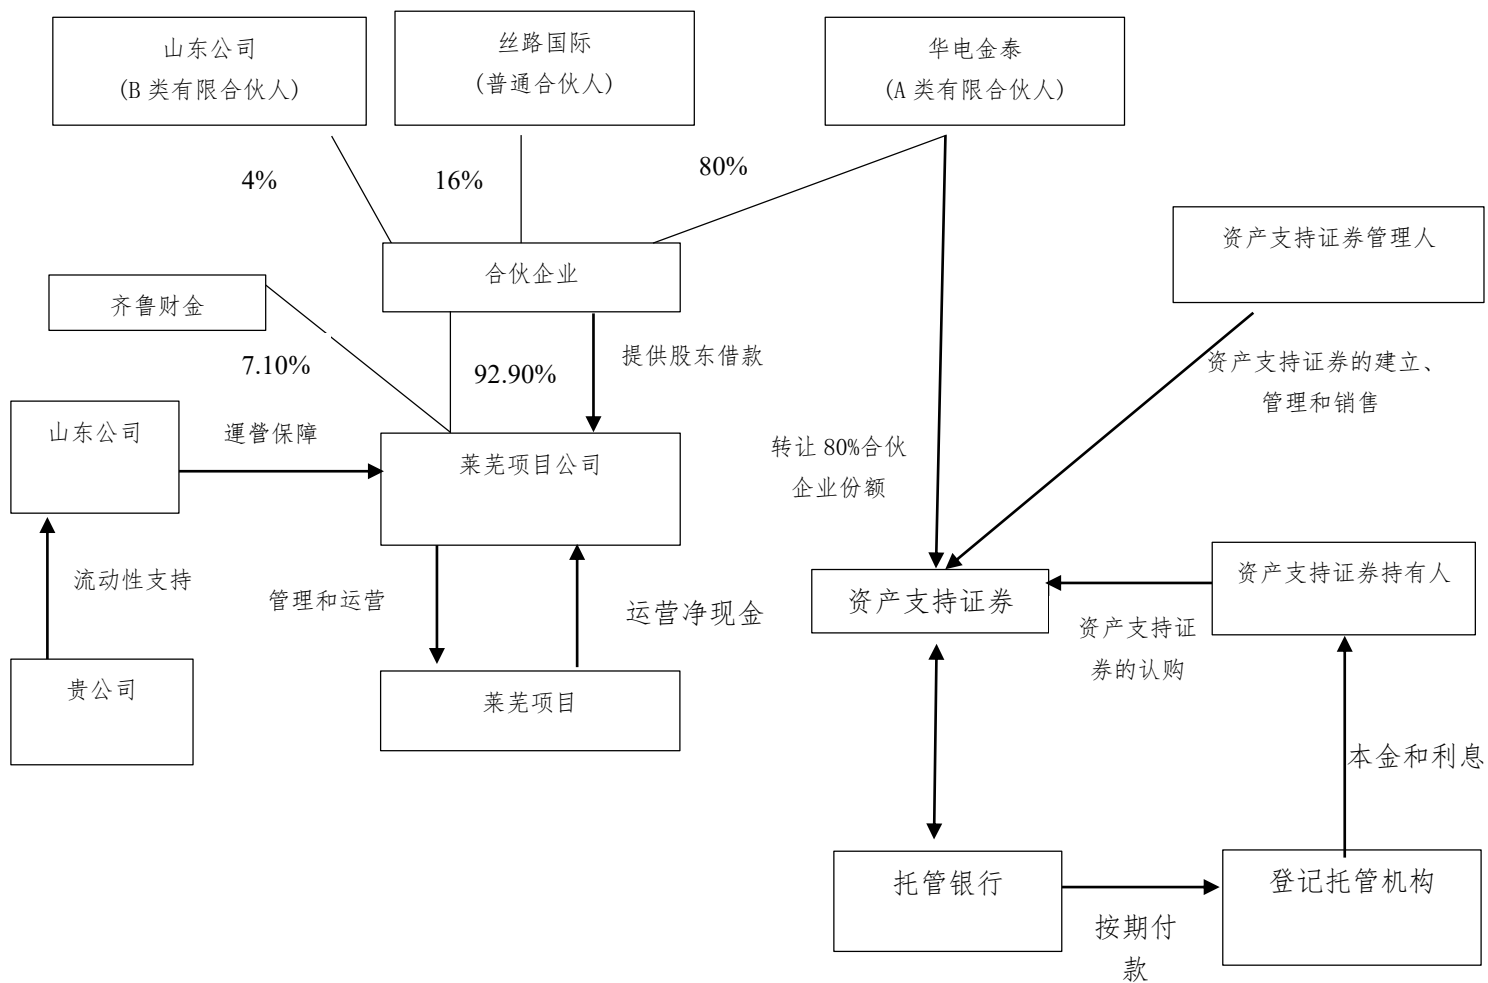 山东公司
(B 类有限合伙人)
丝路国际
(普通合伙人)
华电金泰
(A 类有限合伙人)
4%
16%
80%
资产支持证券管理人
合伙企业
齐鲁财金
7.10%
92.90%
提供股东借款
资产支持证券的建立、
管理和销售
山东公司
運營保障
莱芜项目公司
转让 80%合伙
企业份额
流动性支持
管理和运营
运营净现金
资产支持证券
资产支持证券持有人
资产支持证
券的认购
贵公司
莱芜项目
本金和利息
托管银行
登记托管机构
按期付
款